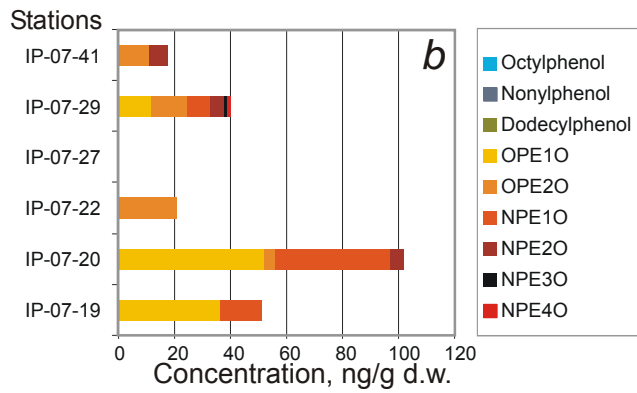 Stations
b
IP-07-41
IP-07-29
IP-07-27
IP-07-22
IP-07-20
IP-07-19
0 20 40 60 80 100 120
Concentration, ng/g d.w.
Octylphenol
Nonylphenol
Dodecylphenol
OPE1O
OPE2O
NPE1O
NPE2O
NPE3O
NPE4O